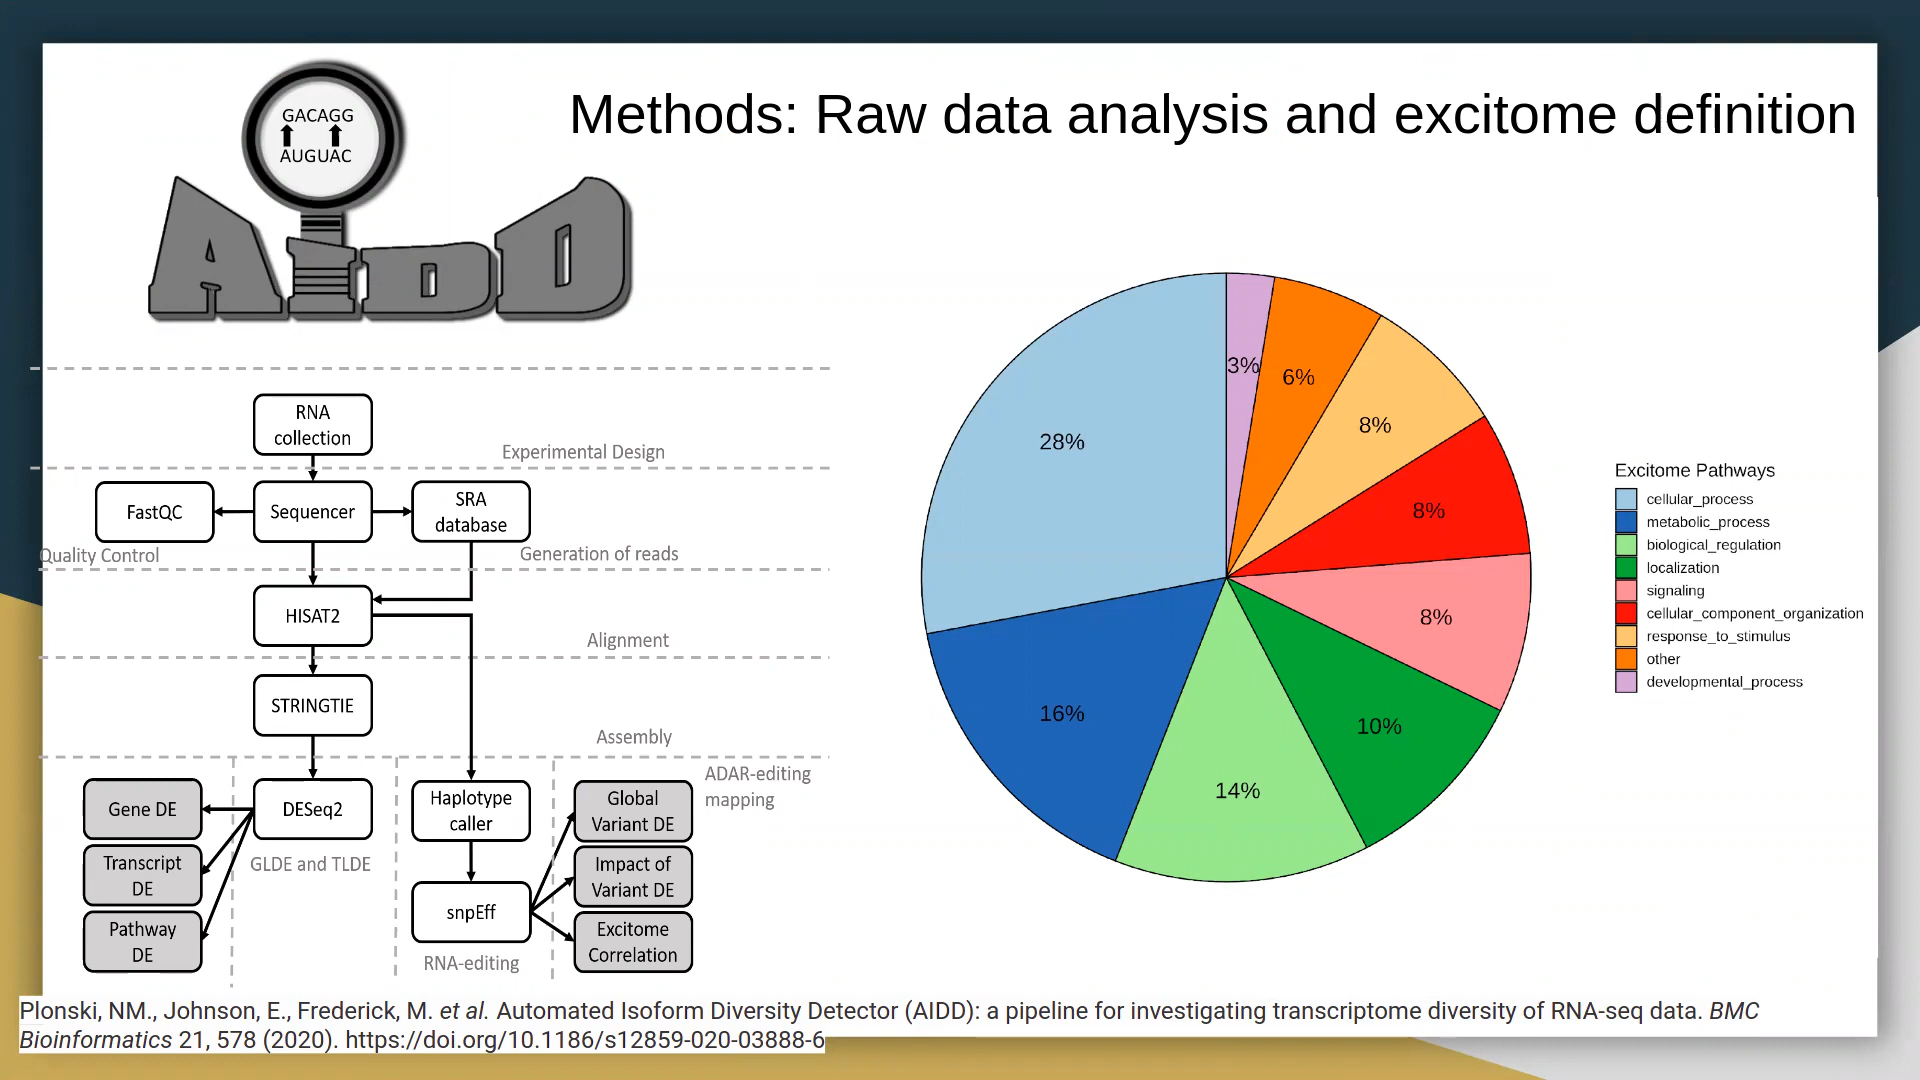 GACAGG
AUGUAC
AIDD
Methods: Raw data analysis and excitome definition
RNA
collection
Experimental Design
FastQC
Sequencer
SRA
database
Quality Control
Generation of reads
HISAT2
Alignment
STRINGTIE
Assembly
Gene DE
DESeq2
Haplotype
caller
Global
Variant DE
ADAR-editing
mapping
Transcript
DE
GLDE and TLDE
Impact of
Variant DE
Pathway
DE
snpEff
Excitome
Correlation
RNA-editing
3%
6%
8%
28%
8%
8%
16%
10%
14%
Excitome Pathways
cellular_process
metabolic_process
biological_regulation
localization
signaling
cellular_component_organization
response_to_stimulus
other
developmental_process
Plonski, NM., Johnson, E., Frederick, M. et al. Automated Isoform Diversity Detector (AIDD): a pipeline for investigating transcriptome diversity of RNA-seq data. BMC
Bioinformatics 21, 578 (2020). https://doi.org/10.1186/s12859-020-03888-6